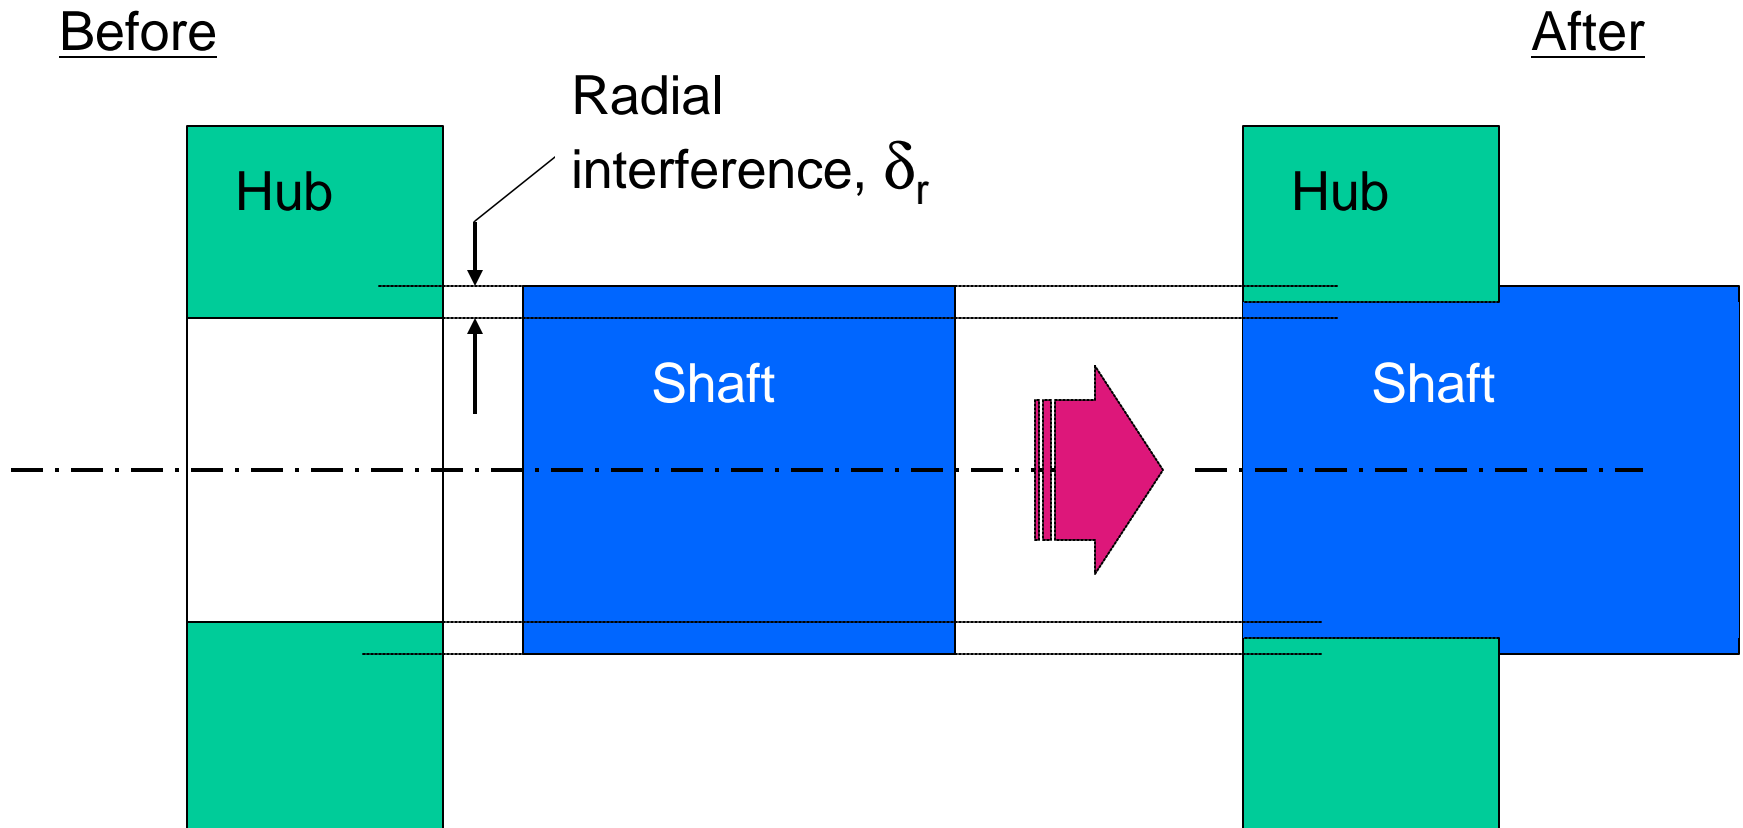 Before
After
Radial
interference, δr
Hub
Hub
Shaft
Shaft